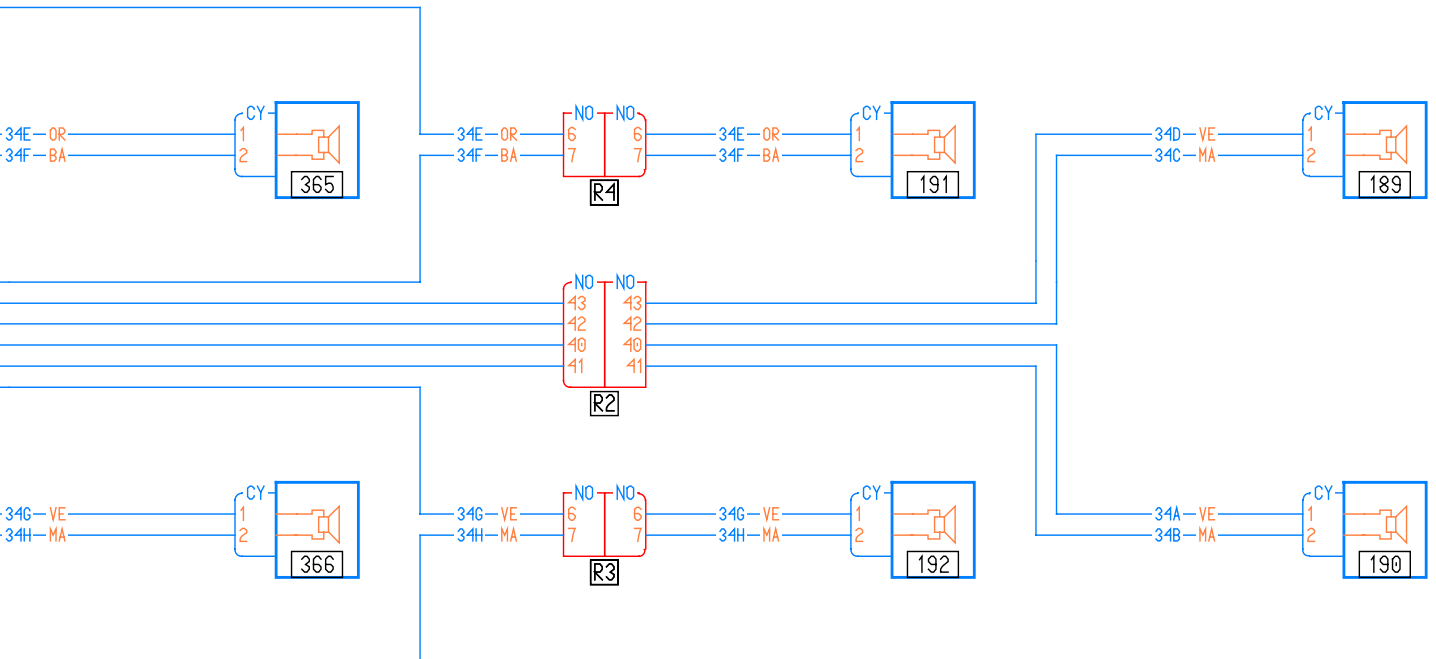 CY NO NO CY CY
34E OR 1 34E OR 6 6 34E OR 1 34D VE 1
34F BA 2 34F BA 7 7 34F BA 2 34C MA 2
365 R4 191 189
NO NO
43 43
42 42
40 40
41 41
R2
CY NO NO CY CY
34G VE 1 34G VE 6 6 34G VE 1 34A VE 1
34H MA 2 34H MA 7 7 34H MA 2 34B MA 2
366 R3 192 190